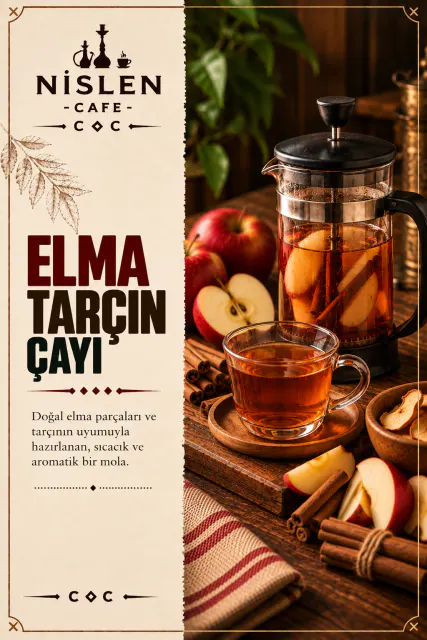 NİSLEN
-CAFE-
C◇C
ELMA
TARÇIN
ÇAYI
Doğal elma parçaları ve
tarçının uyumuyla
hazırlanan, sıcacık ve
aromatik bir mola.
C◇C